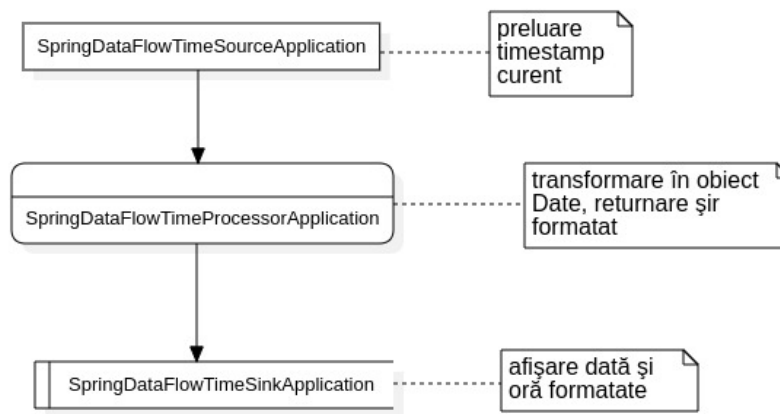 SpringDataFlowTimeSourceApplication
preluare
timestamp
curent
SpringDataFlowTimeProcessorApplication
transformare în obiect
Date, returnare şir
formatat
SpringDataFlowTimeSinkApplication
afişare dată şi
oră formatate